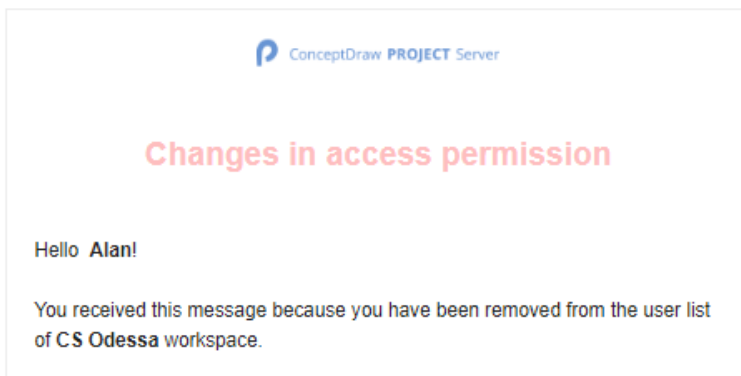 ConceptDraw PROJECT Server
Changes in access permission
Hello Alan!
You received this message because you have been removed from the user list
of CS Odessa workspace.